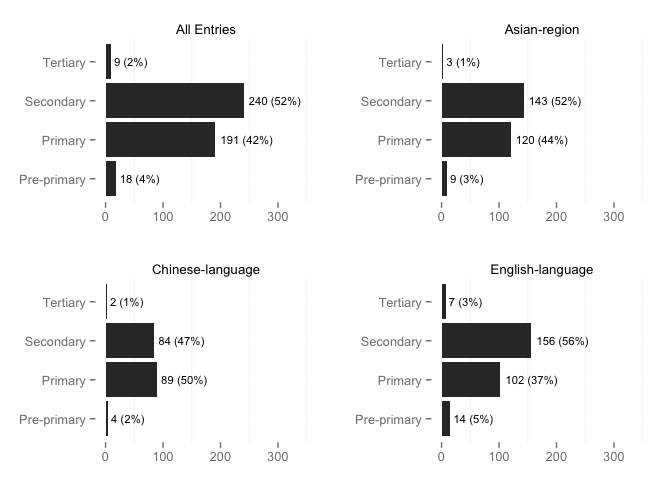 All Entries
Tertiary 9 (2%)
Secondary 240 (52%)
Primary 191 (42%)
Pre-primary 18 (4%)
0 100 200 300
Asian-region
Tertiary 3 (1%)
Secondary 143 (52%)
Primary 120 (44%)
Pre-primary 9 (3%)
0 100 200 300
Chinese-language
Tertiary 2 (1%)
Secondary 84 (47%)
Primary 89 (50%)
Pre-primary 4 (2%)
0 100 200 300
English-language
Tertiary 7 (3%)
Secondary 156 (56%)
Primary 102 (37%)
Pre-primary 14 (5%)
0 100 200 300